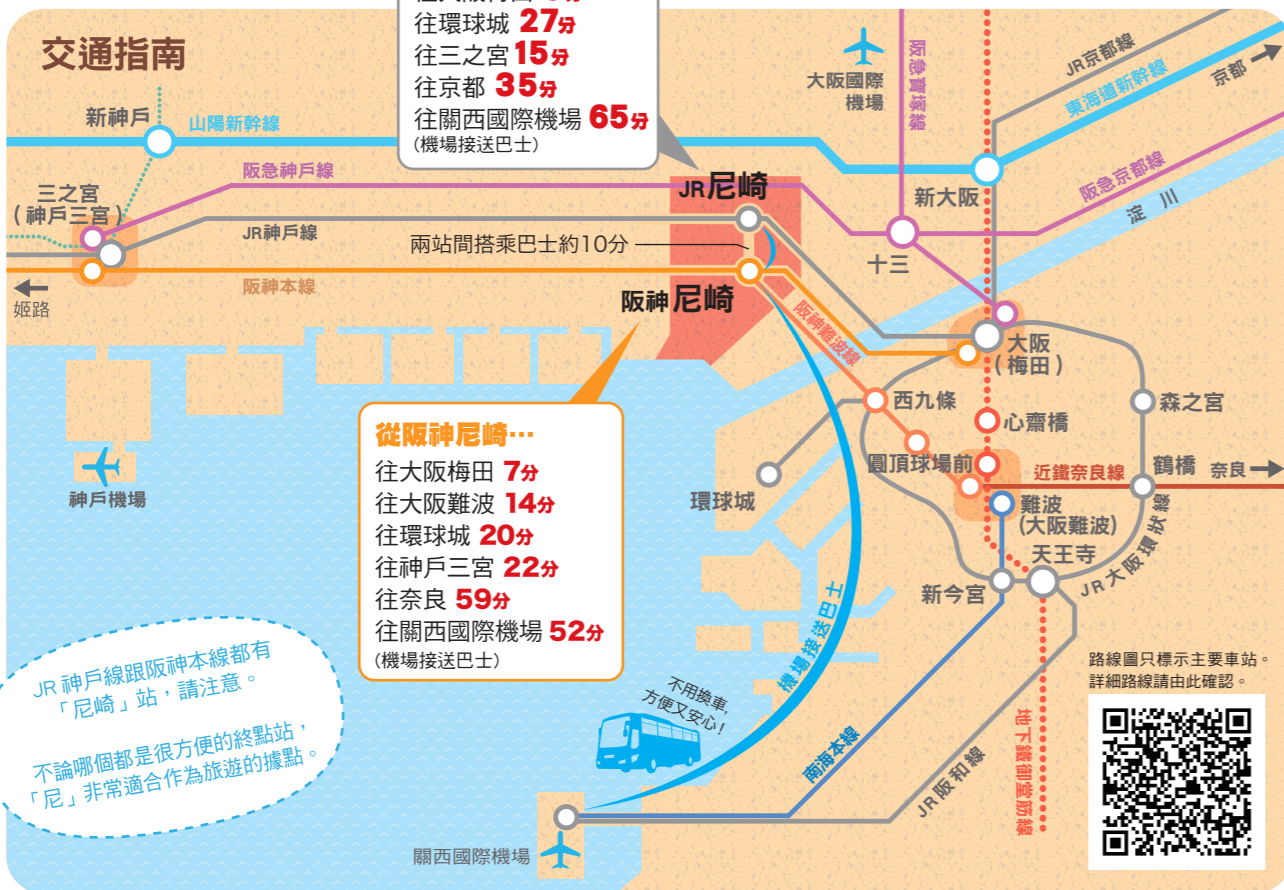 交通指南
往環球城 27分
往三之宮 15分
往京都 35分
往關西國際機場 65分
(機場接送巴士)
新神戶
山陽新幹線
大阪國際
機場
阪急寶塚線
JR京都線
東海道新幹線
京都
阪急神戶線
三之宮
(神戶三宮)
JR神戶線
JR尼崎
兩站間搭乘巴士約10分
新大阪
阪急京都線
淀川
十三
姬路
阪神本線
阪神尼崎
阪神難波線
大阪
(梅田)
從阪神尼崎…
往大阪梅田 7分
往大阪難波 14分
往環球城 20分
往神戶三宮 22分
往奈良 59分
往關西國際機場 52分
(機場接送巴士)
西九條
心齋橋
森之宮
圓頂球場前
近鐵奈良線
鶴橋
奈良
環球城
難波
(大阪難波)
神戶機場
天王寺
新今宮
JR大阪環狀線
機場接送巴士
不用換車,
方便又安心!
JR 神戶線跟阪神本線都有
「尼崎」站,請注意。
不論哪個都是很方便的終點站,
「尼」非常適合作為旅遊的據點。
南海本線
JR阪和線
地下鐵御堂筋線
路線圖只標示主要車站。
詳細路線請由此確認。
關西國際機場